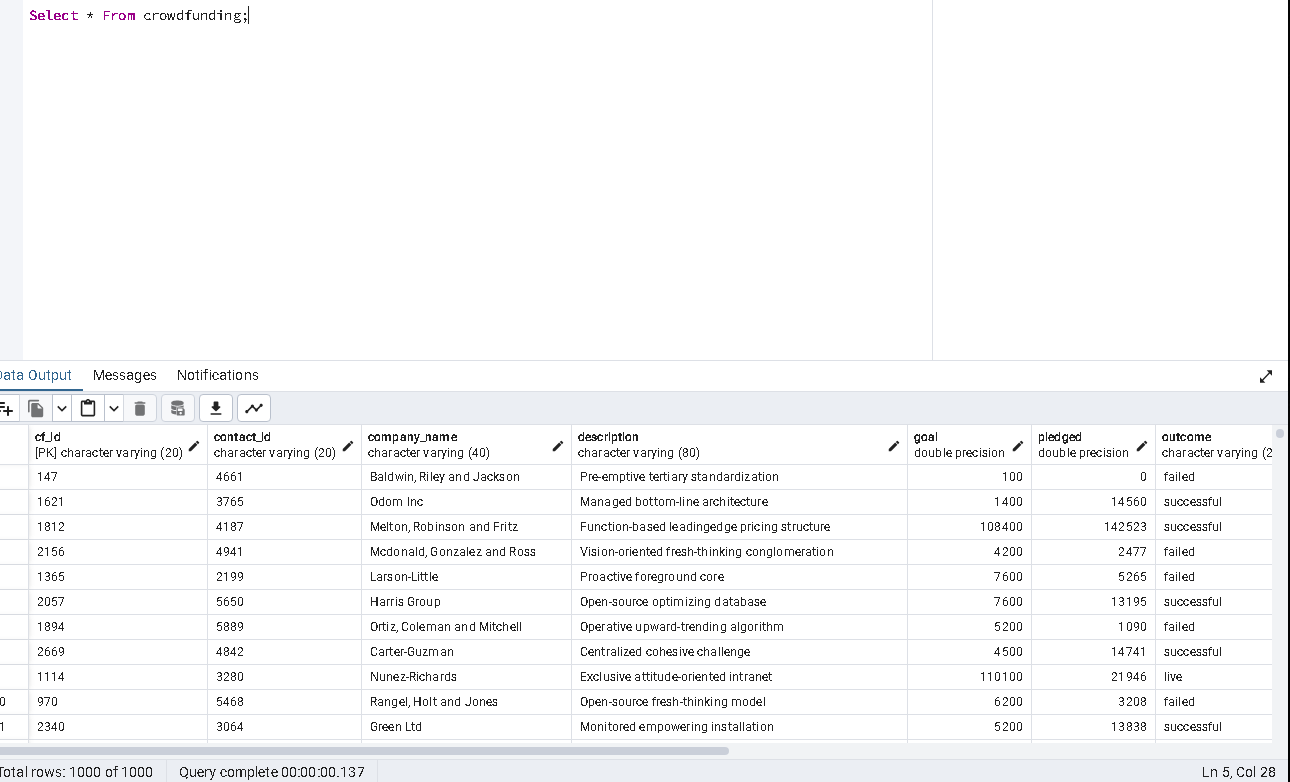 Select * From crowdfunding;
Data Output Messages Notifications
cf_id contact_id company_name description goal pledged outcome
[PK] character varying (20) character varying (20) character varying (40) character varying (80) double precision double precision character varying (2
147 4661 Baldwin, Riley and Jackson Pre-emptive tertiary standardization 100 0 failed
1621 3765 Odom Inc Managed bottom-line architecture 1400 14560 successful
1812 4187 Melton, Robinson and Fritz Function-based leadingedge pricing structure 108400 142523 successful
2156 4941 Mcdonald, Gonzalez and Ross Vision-oriented fresh-thinking conglomeration 4200 2477 failed
1365 2199 Larson-Little Proactive foreground core 7600 5265 failed
2057 5650 Harris Group Open-source optimizing database 7600 13195 successful
1894 5889 Ortiz, Coleman and Mitchell Operative upward-trending algorithm 5200 1090 failed
2669 4842 Carter-Guzman Centralized cohesive challenge 4500 14741 successful
1114 3280 Nunez-Richards Exclusive attitude-oriented intranet 110100 21946 live
0 970 5468 Rangel, Holt and Jones Open-source fresh-thinking model 6200 3208 failed
1 2340 3064 Green Ltd Monitored empowering installation 5200 13838 successful
Total rows: 1000 of 1000 Query complete 00:00:00.137 Ln 5, Col 28